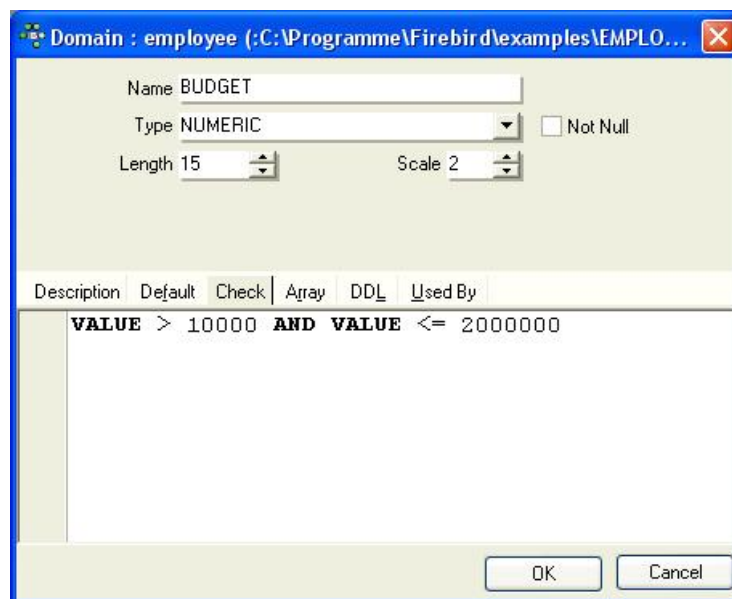 Domain : employee (:C:\Programme\Firebird\examples\EMPLO...
Name BUDGET
Type NUMERIC Not Null
Length 15 Scale 2
Description Default Check Array DDL Used By
VALUE > 10000 AND VALUE <= 2000000
OK Cancel